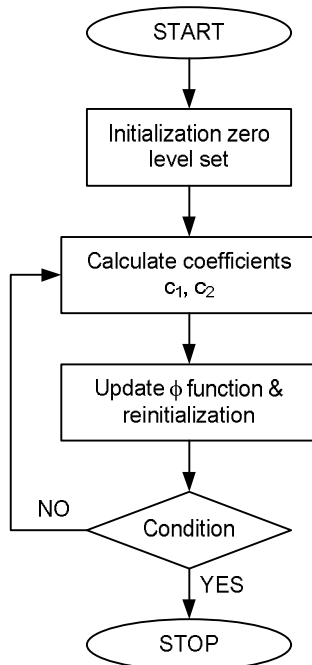 START
Initialization zero
level set
Calculate coefficients
c₁, c₂
Update ϕ function &
reinitialization
NO
Condition
YES
STOP